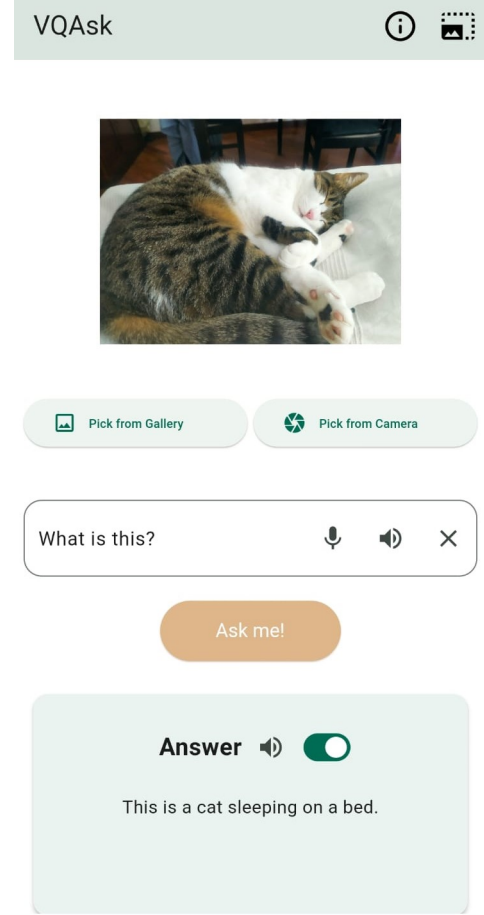 VQAsk
Pick from Gallery
Pick from Camera
What is this?
Ask me!
Answer
This is a cat sleeping on a bed.